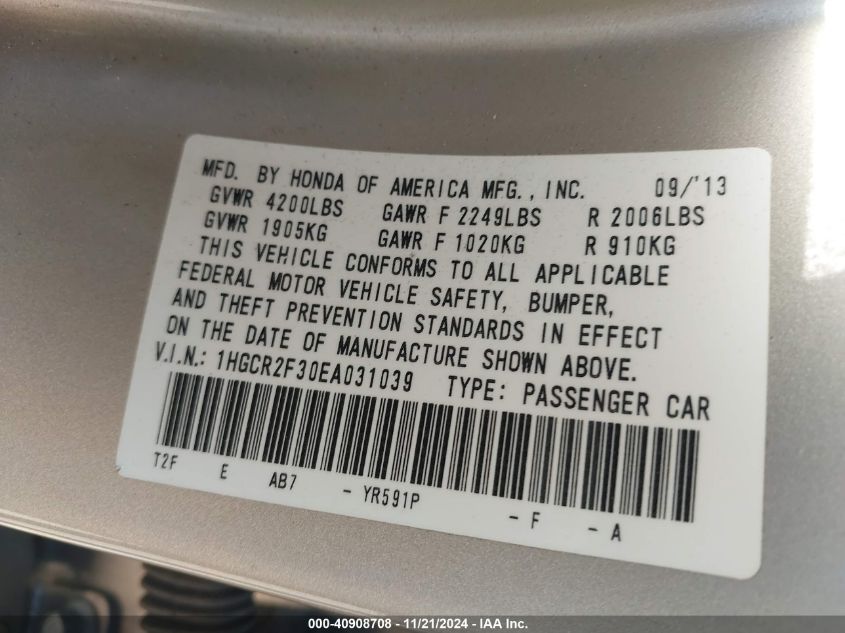 MFD. BY HONDA OF AMERICA MFG., INC. 09/'13
GVWR 4200LBS GAWR F 2249LBS R 2006LBS
GVWR 1905KG GAWR F 1020KG R 910KG
THIS VEHICLE CONFORMS TO ALL APPLICABLE
FEDERAL MOTOR VEHICLE SAFETY, BUMPER,
AND THEFT PREVENTION STANDARDS IN EFFECT
ON THE DATE OF MANUFACTURE SHOWN ABOVE.
V.I.N.: 1HGCR2F30EA031039 TYPE: PASSENGER CAR
T2F E AB7 - YR591P - F - A
000-40908708 - 11/21/2024 - IAA Inc.